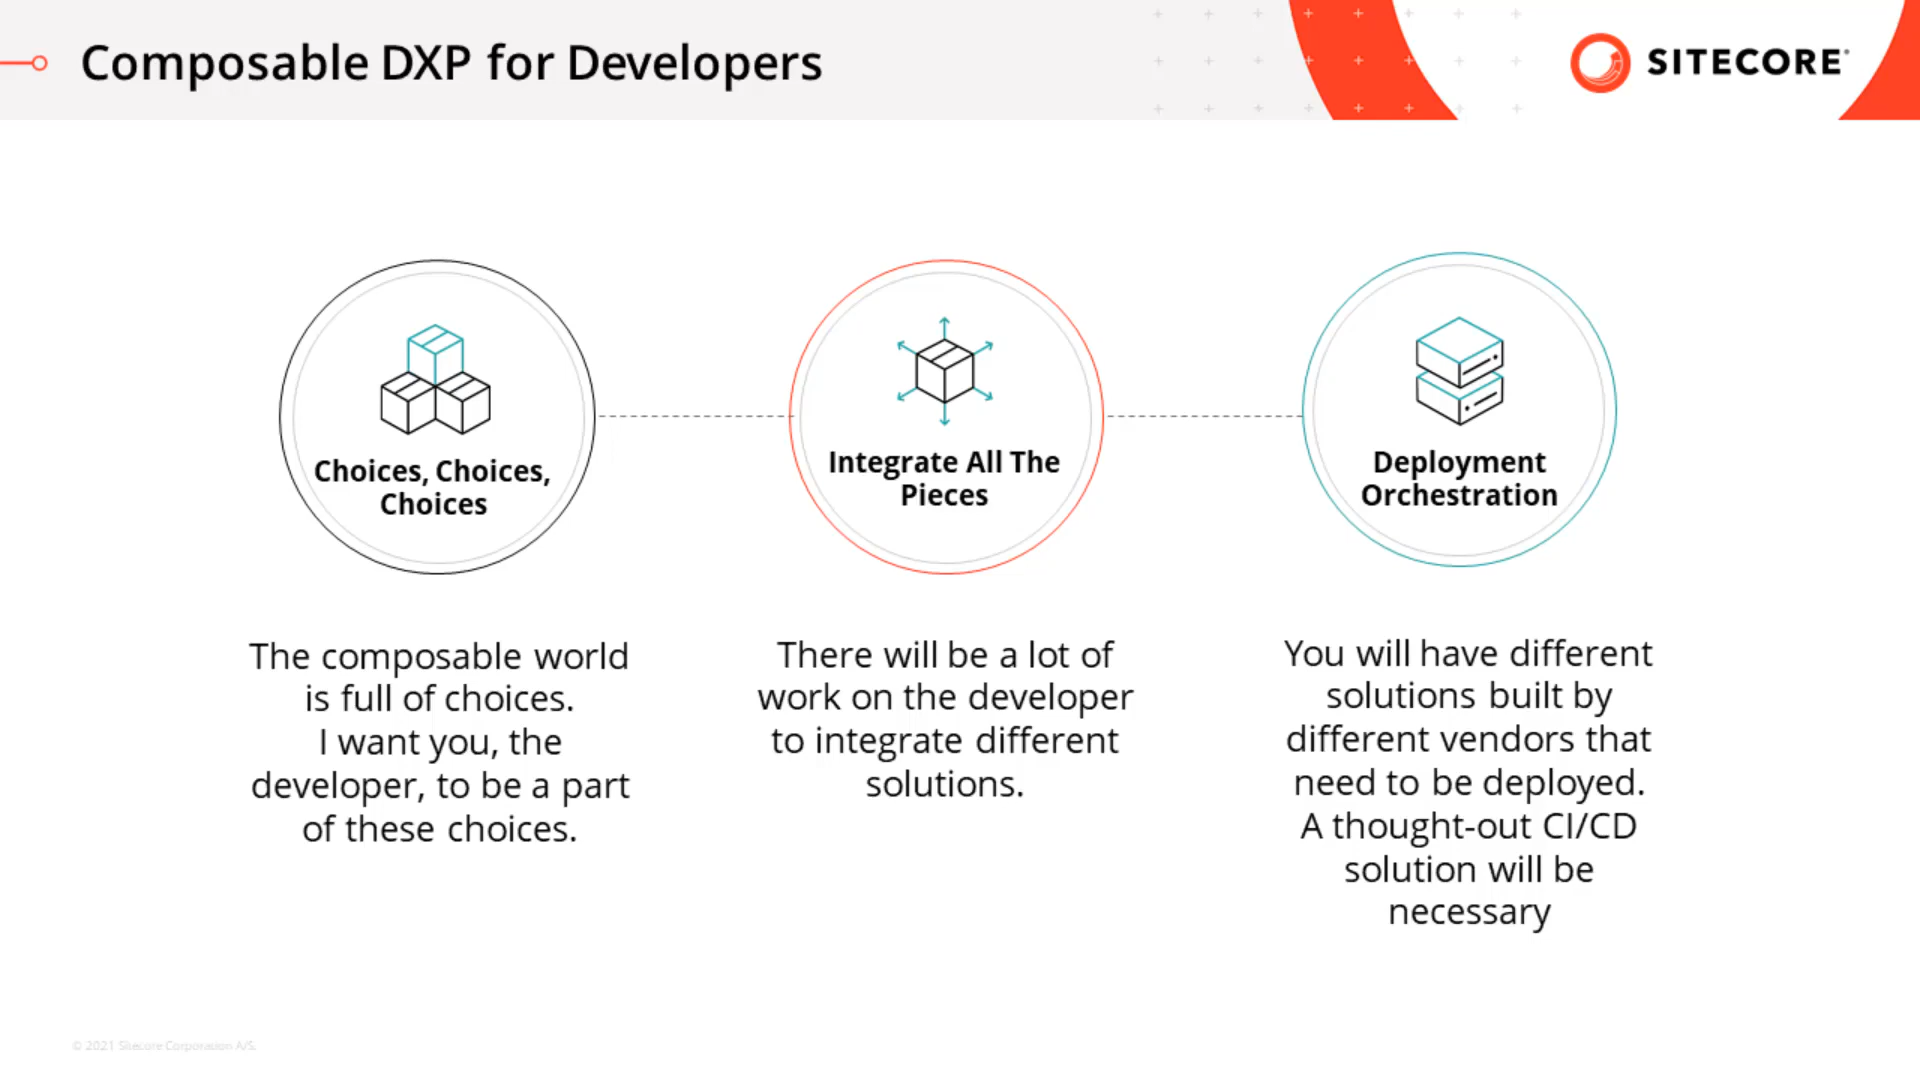 Composable DXP for Developers
SITECORE
Choices, Choices,
Choices
Integrate All The
Pieces
Deployment
Orchestration
The composable world
is full of choices.
I want you, the
developer, to be a part
of these choices.
There will be a lot of
work on the developer
to integrate different
solutions.
You will have different
solutions built by
different vendors that
need to be deployed.
A thought-out CI/CD
solution will be
necessary
© 2021 Sitecore Corporation A/S.